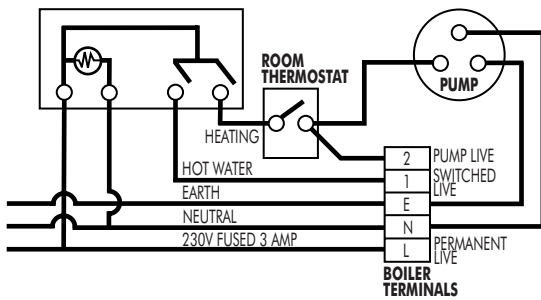 ROOM
THERMOSTAT
PUMP
HEATING
2
PUMP LIVE
HOT WATER
1
SWITCHED
LIVE
EARTH
E
NEUTRAL
N
230V FUSED 3 AMP
L
PERMANENT
LIVE
BOILER
TERMINALS